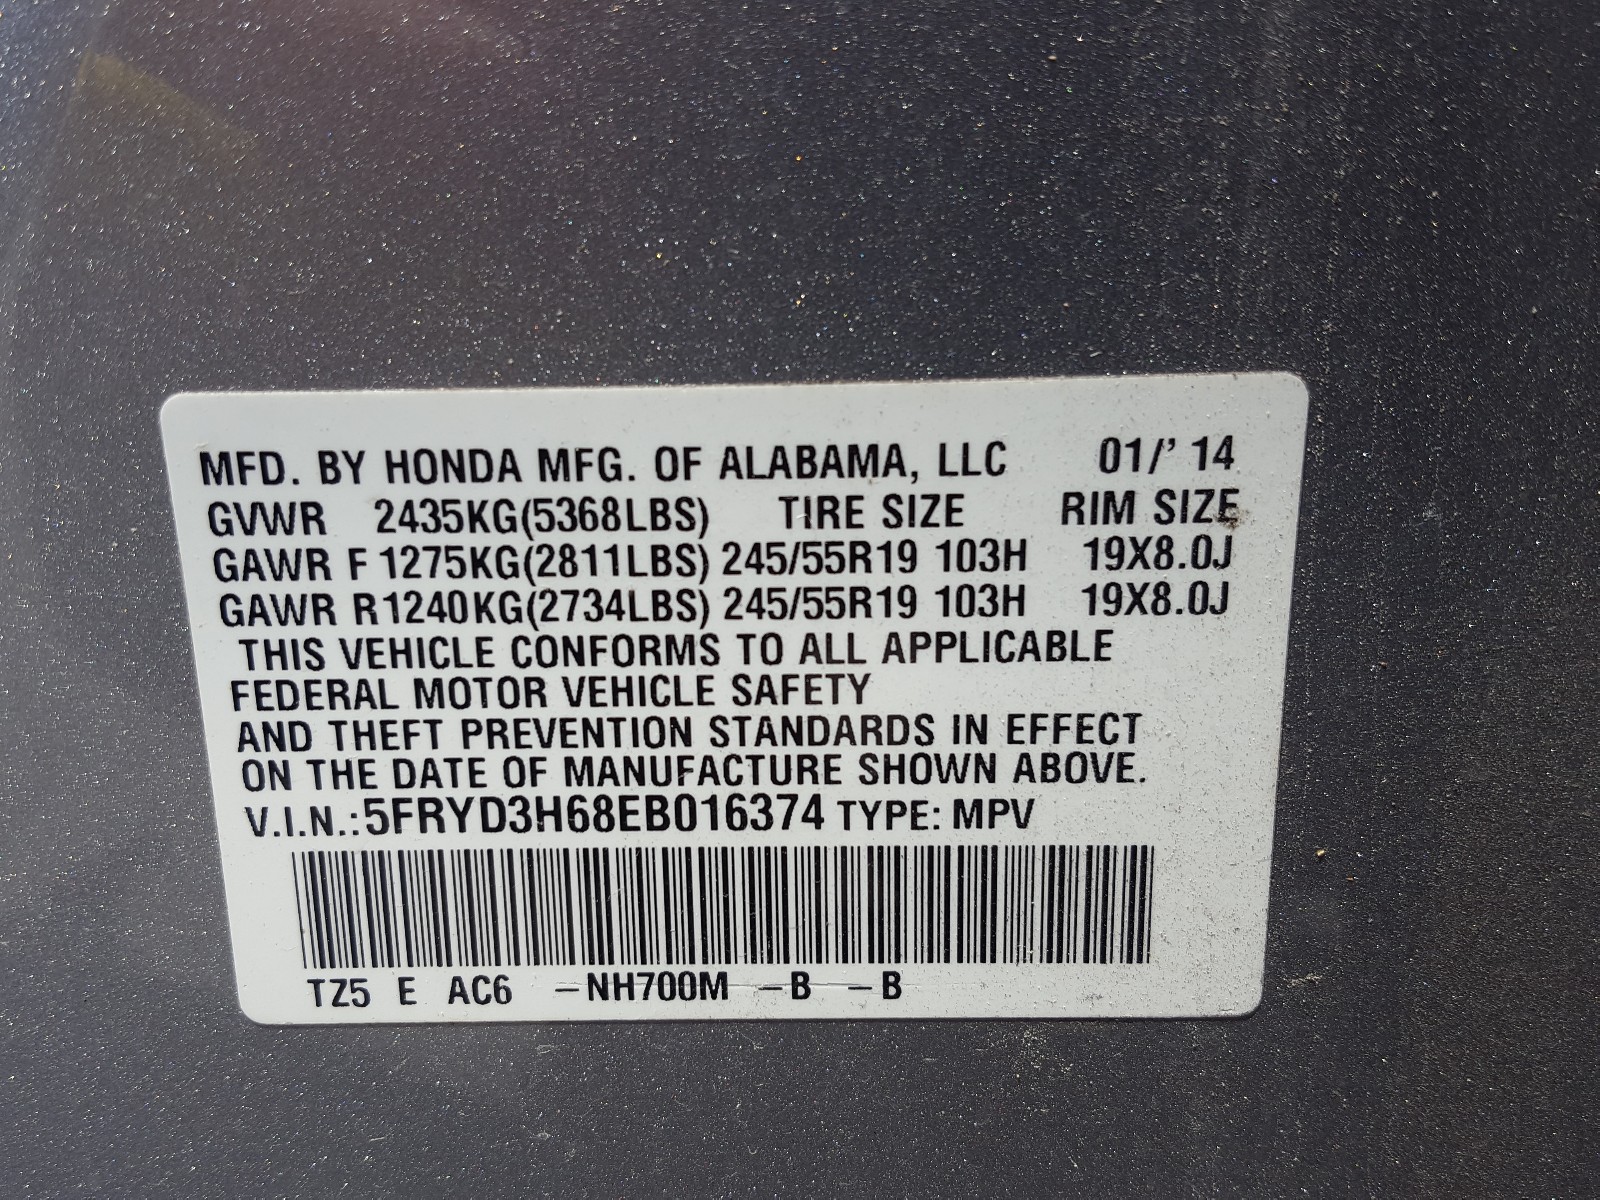 MFD. BY HONDA MFG. OF ALABAMA, LLC 01/' 14
GVWR 2435KG(5368LBS) TIRE SIZE RIM SIZE
GAWR F 1275KG(2811LBS) 245/55R19 103H 19X8.0J
GAWR R1240KG(2734LBS) 245/55R19 103H 19X8.0J
THIS VEHICLE CONFORMS TO ALL APPLICABLE
FEDERAL MOTOR VEHICLE SAFETY
AND THEFT PREVENTION STANDARDS IN EFFECT
ON THE DATE OF MANUFACTURE SHOWN ABOVE.
V.I.N.:5FRYD3H68EB016374 TYPE: MPV
TZ5 E AC6 –NH700M –B –B